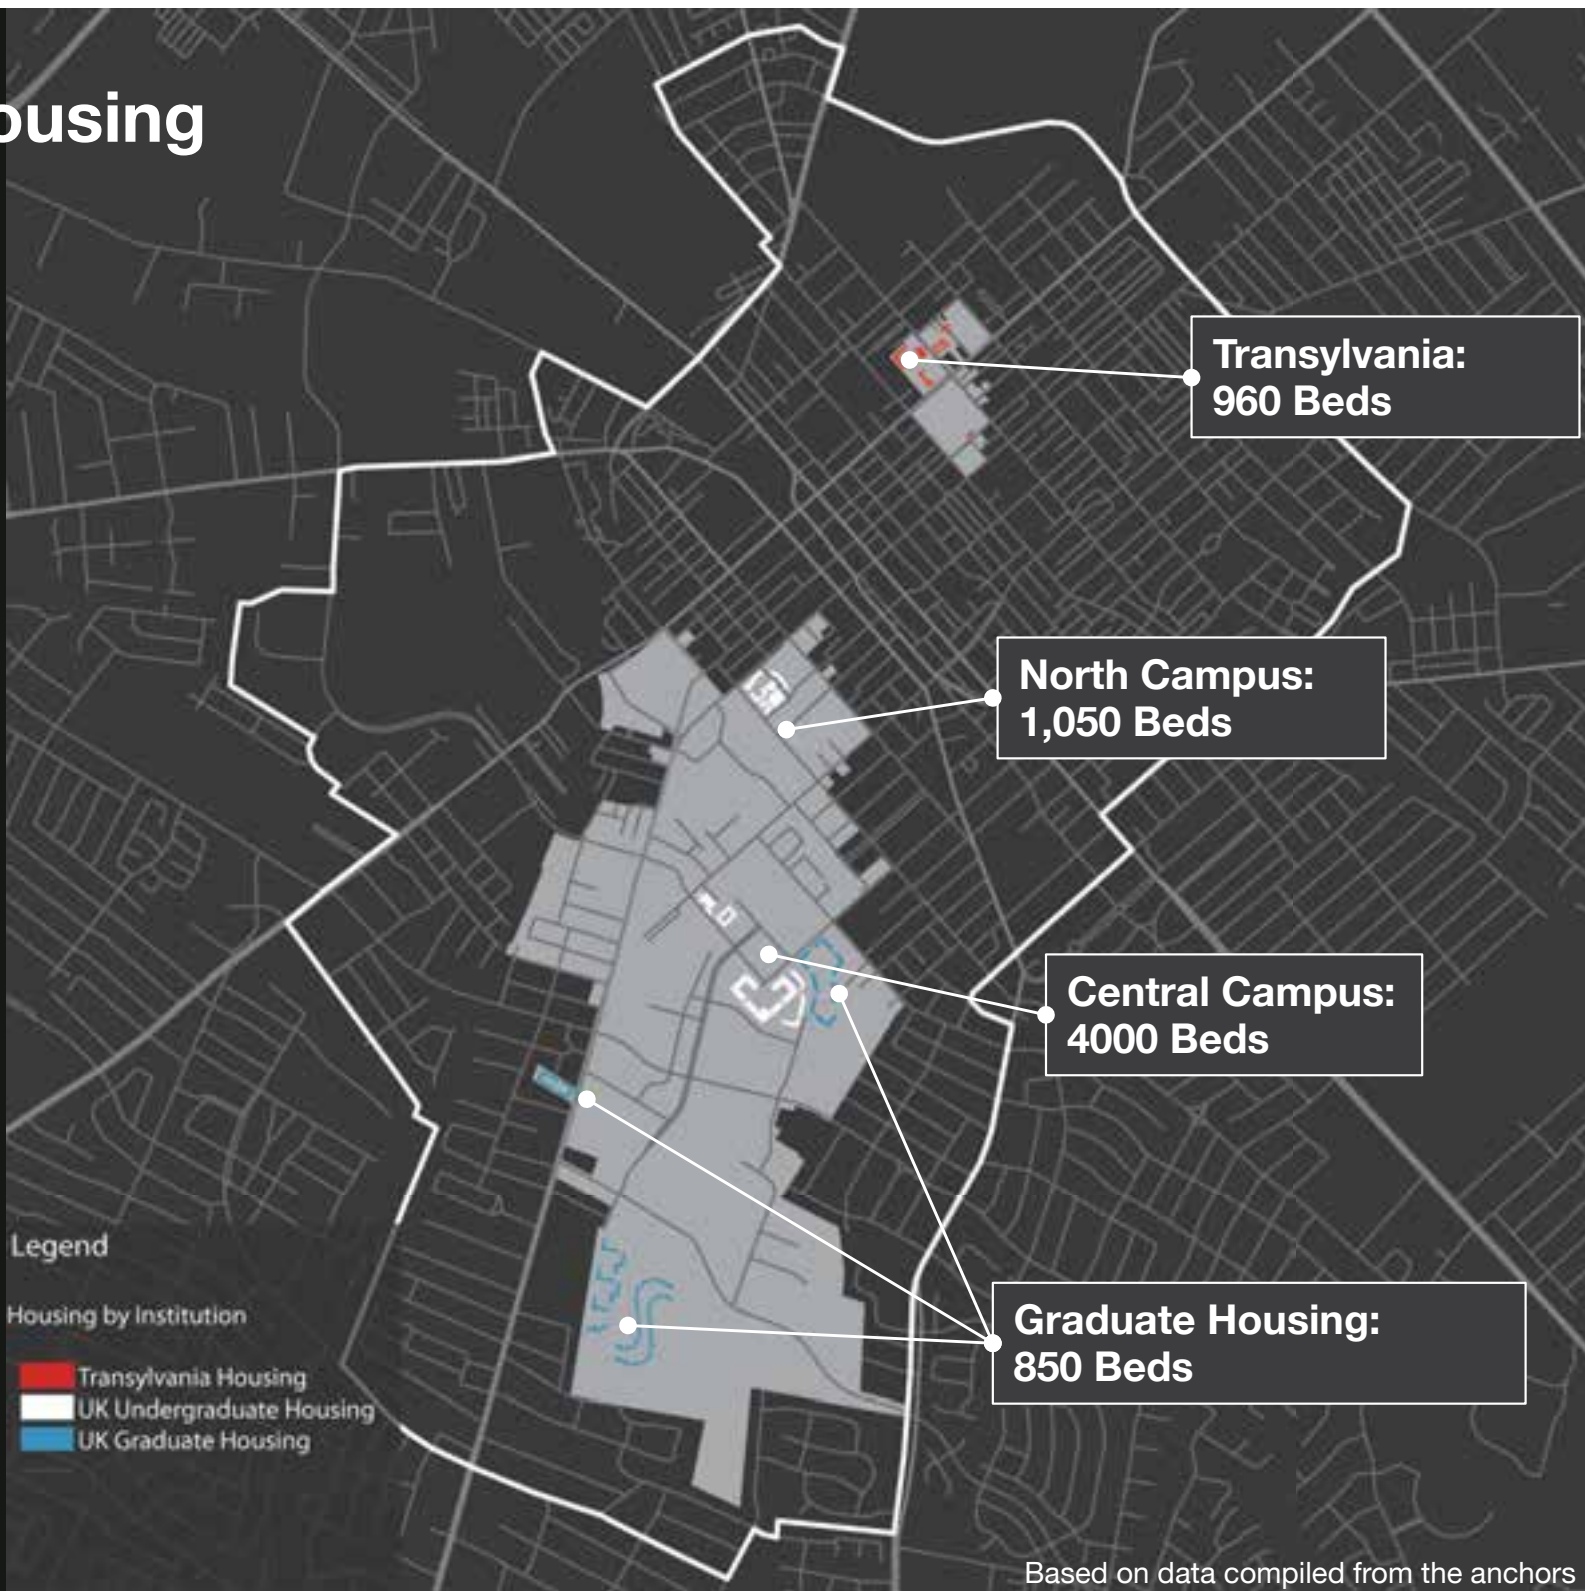 ousing
Transylvania:
960 Beds
North Campus:
1,050 Beds
Central Campus:
4000 Beds
Graduate Housing:
850 Beds
Legend
Housing by Institution
Transylvania Housing
UK Undergraduate Housing
UK Graduate Housing
Based on data compiled from the anchors